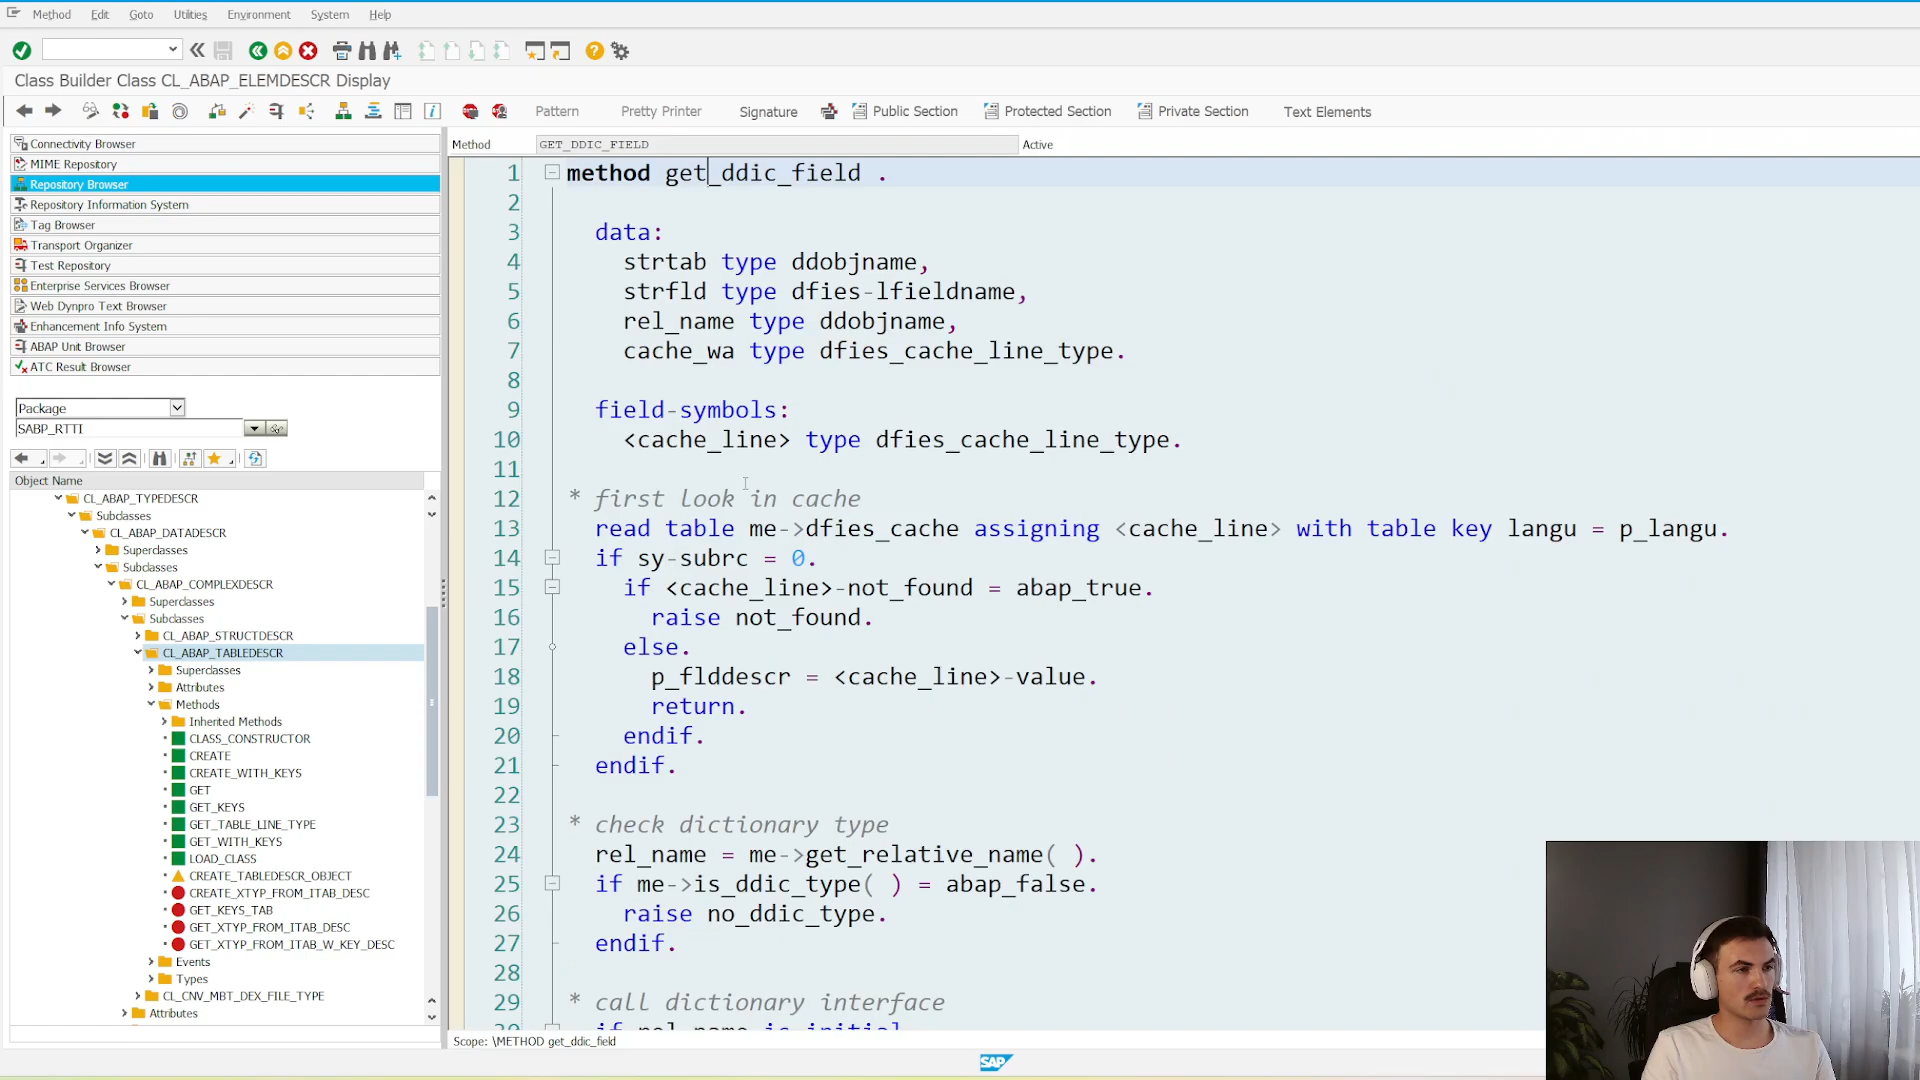 Method Edit Goto Utilities Environment System Help
Class Builder Class CL_ABAP_ELEMDESCR Display
Pattern Pretty Printer Signature Public Section Protected Section Private Section Text Elements
Connectivity Browser
MIME Repository
Repository Browser
Repository Information System
Tag Browser
Transport Organizer
Test Repository
Enterprise Services Browser
Web Dynpro Text Browser
Enhancement Info System
ABAP Unit Browser
ATC Result Browser
Package
SABP_RTTI
Object Name
CL_ABAP_TYPEDESCR
Subclasses
CL_ABAP_DATADESCR
Superclasses
Subclasses
CL_ABAP_COMPLEXDESCR
Superclasses
Subclasses
CL_ABAP_STRUCTDESCR
CL_ABAP_TABLEDESCR
Superclasses
Attributes
Methods
Inherited Methods
CLASS_CONSTRUCTOR
CREATE
CREATE_WITH_KEYS
GET
GET_KEYS
GET_TABLE_LINE_TYPE
GET_WITH_KEYS
LOAD_CLASS
CREATE_TABLEDESCR_OBJECT
CREATE_XTYP_FROM_ITAB_DESC
GET_KEYS_TAB
GET_XTYP_FROM_ITAB_DESC
GET_XTYP_FROM_ITAB_W_KEY_DESC
Events
Types
CL_CNV_MBT_DEX_FILE_TYPE
Attributes
Method GET_DDIC_FIELD Active
1 method get_ddic_field .
2
3 data:
4 strtab type ddobjname,
5 strfld type dfies-lfieldname,
6 rel_name type ddobjname,
7 cache_wa type dfies_cache_line_type.
8
9 field-symbols:
10 <cache_line> type dfies_cache_line_type.
11
12 * first look in cache
13 read table me->dfies_cache assigning <cache_line> with table key langu = p_langu.
14 if sy-subrc = 0.
15 if <cache_line>-not_found = abap_true.
16 raise not_found.
17 else.
18 p_flddescr = <cache_line>-value.
19 return.
20 endif.
21 endif.
22
23 * check dictionary type
24 rel_name = me->get_relative_name( ).
25 if me->is_ddic_type( ) = abap_false.
26 raise no_ddic_type.
27 endif.
28
29 * call dictionary interface
30 if rel_name is initial
Scope: \METHOD get_ddic_field
SAP